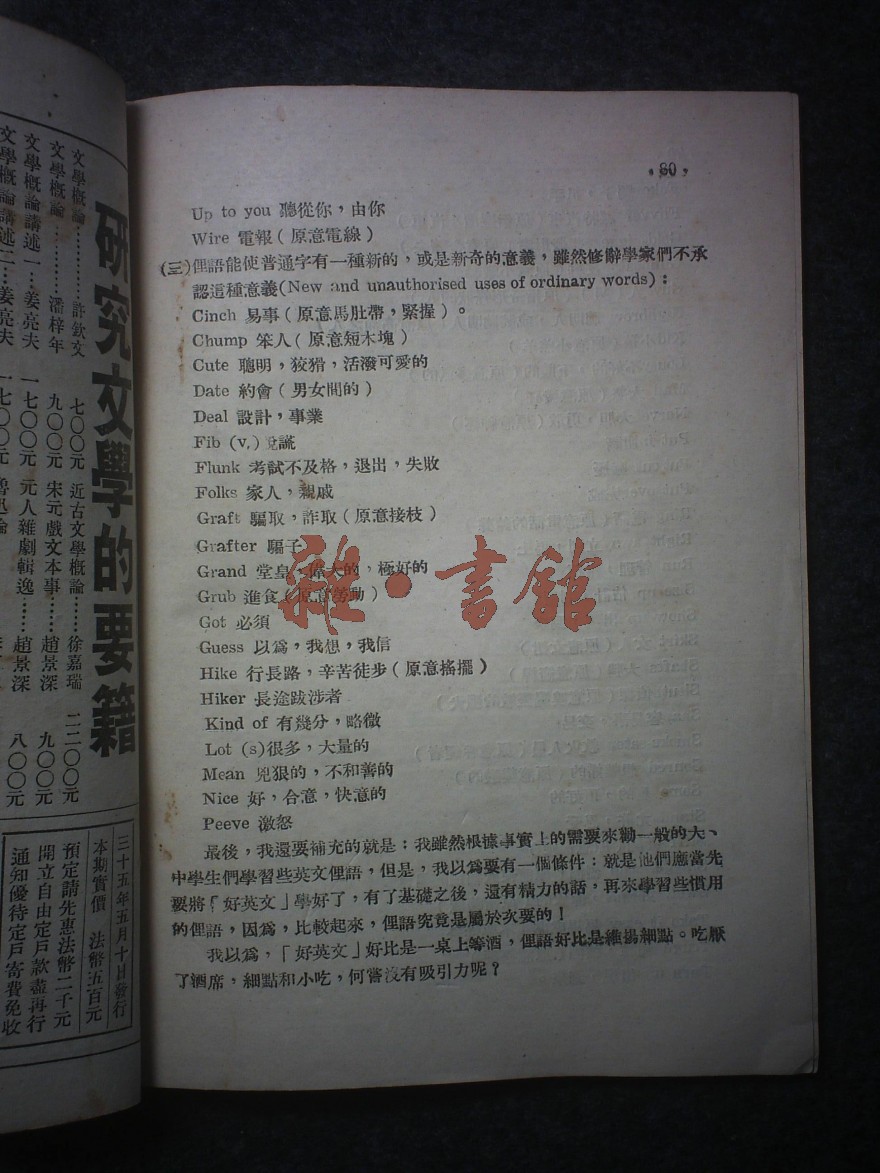 ·80·
Up to you 聽從你，由你
Wire 電報（原意電線）
(三)俚語能使普通字有一種新的，或是新奇的意義，雖然修辭學家們不承
認這種意義(New and unauthorised uses of ordinary words)：
Cinch 易事（原意馬肚帶，緊握）。
Chump 笨人（原意短木塊）
Cute 聰明，狡猾，活潑可愛的
Date 約會（男女間的）
Deal 設計，事業
Fib (v.) 說謊
Flunk 考試不及格，退出，失敗
Folks 家人，親戚
Graft 騙取，詐取（原意接枝）
Grafter 騙子
Grand 堂皇、偉大的，極好的
Grub 進食（原意勞動）
Got 必須
Guess 以爲，我想，我信
Hike 行長路，辛苦徒步（原意搖擺）
Hiker 長途跋涉者
Kind of 有幾分，略微
Lot (s)很多，大量的
Mean 兇狠的，不和善的
Nice 好，合意，快意的
Peeve 激怒
最後，我還要補充的就是：我雖然根據事實上的需要來勸一般的大、
中學生們學習些英文俚語，但是，我以爲要有一個條件：就是他們應當先
要將「好英文」學好了，有了基礎之後，還有精力的話，再來學習些慣用
的俚語，因爲，比較起來，俚語究竟是屬於次要的！
我以爲，「好英文」好比是一桌上等酒，俚語好比是維揚細點。吃厭
了酒席，細點和小吃，何嘗沒有吸引力呢？
雜·書館
研究文學的要籍
文學概論……許欽文 七〇〇元
文學概論……潘梓年 九〇〇元
文學概論講述一…姜亮夫 一七〇〇元
文學概論講述二…姜亮夫 一七〇〇元
近古文學概論……徐嘉瑞 二二〇〇元
宋元戲文本事……趙景深 九〇〇元
元人雜劇輯逸……趙景深 八〇〇元
三十五年五月十日發行
本期實價 法幣五百元
預定請先惠法幣二千元
開立自由定戶款盡再行
通知優待定戶寄費免收